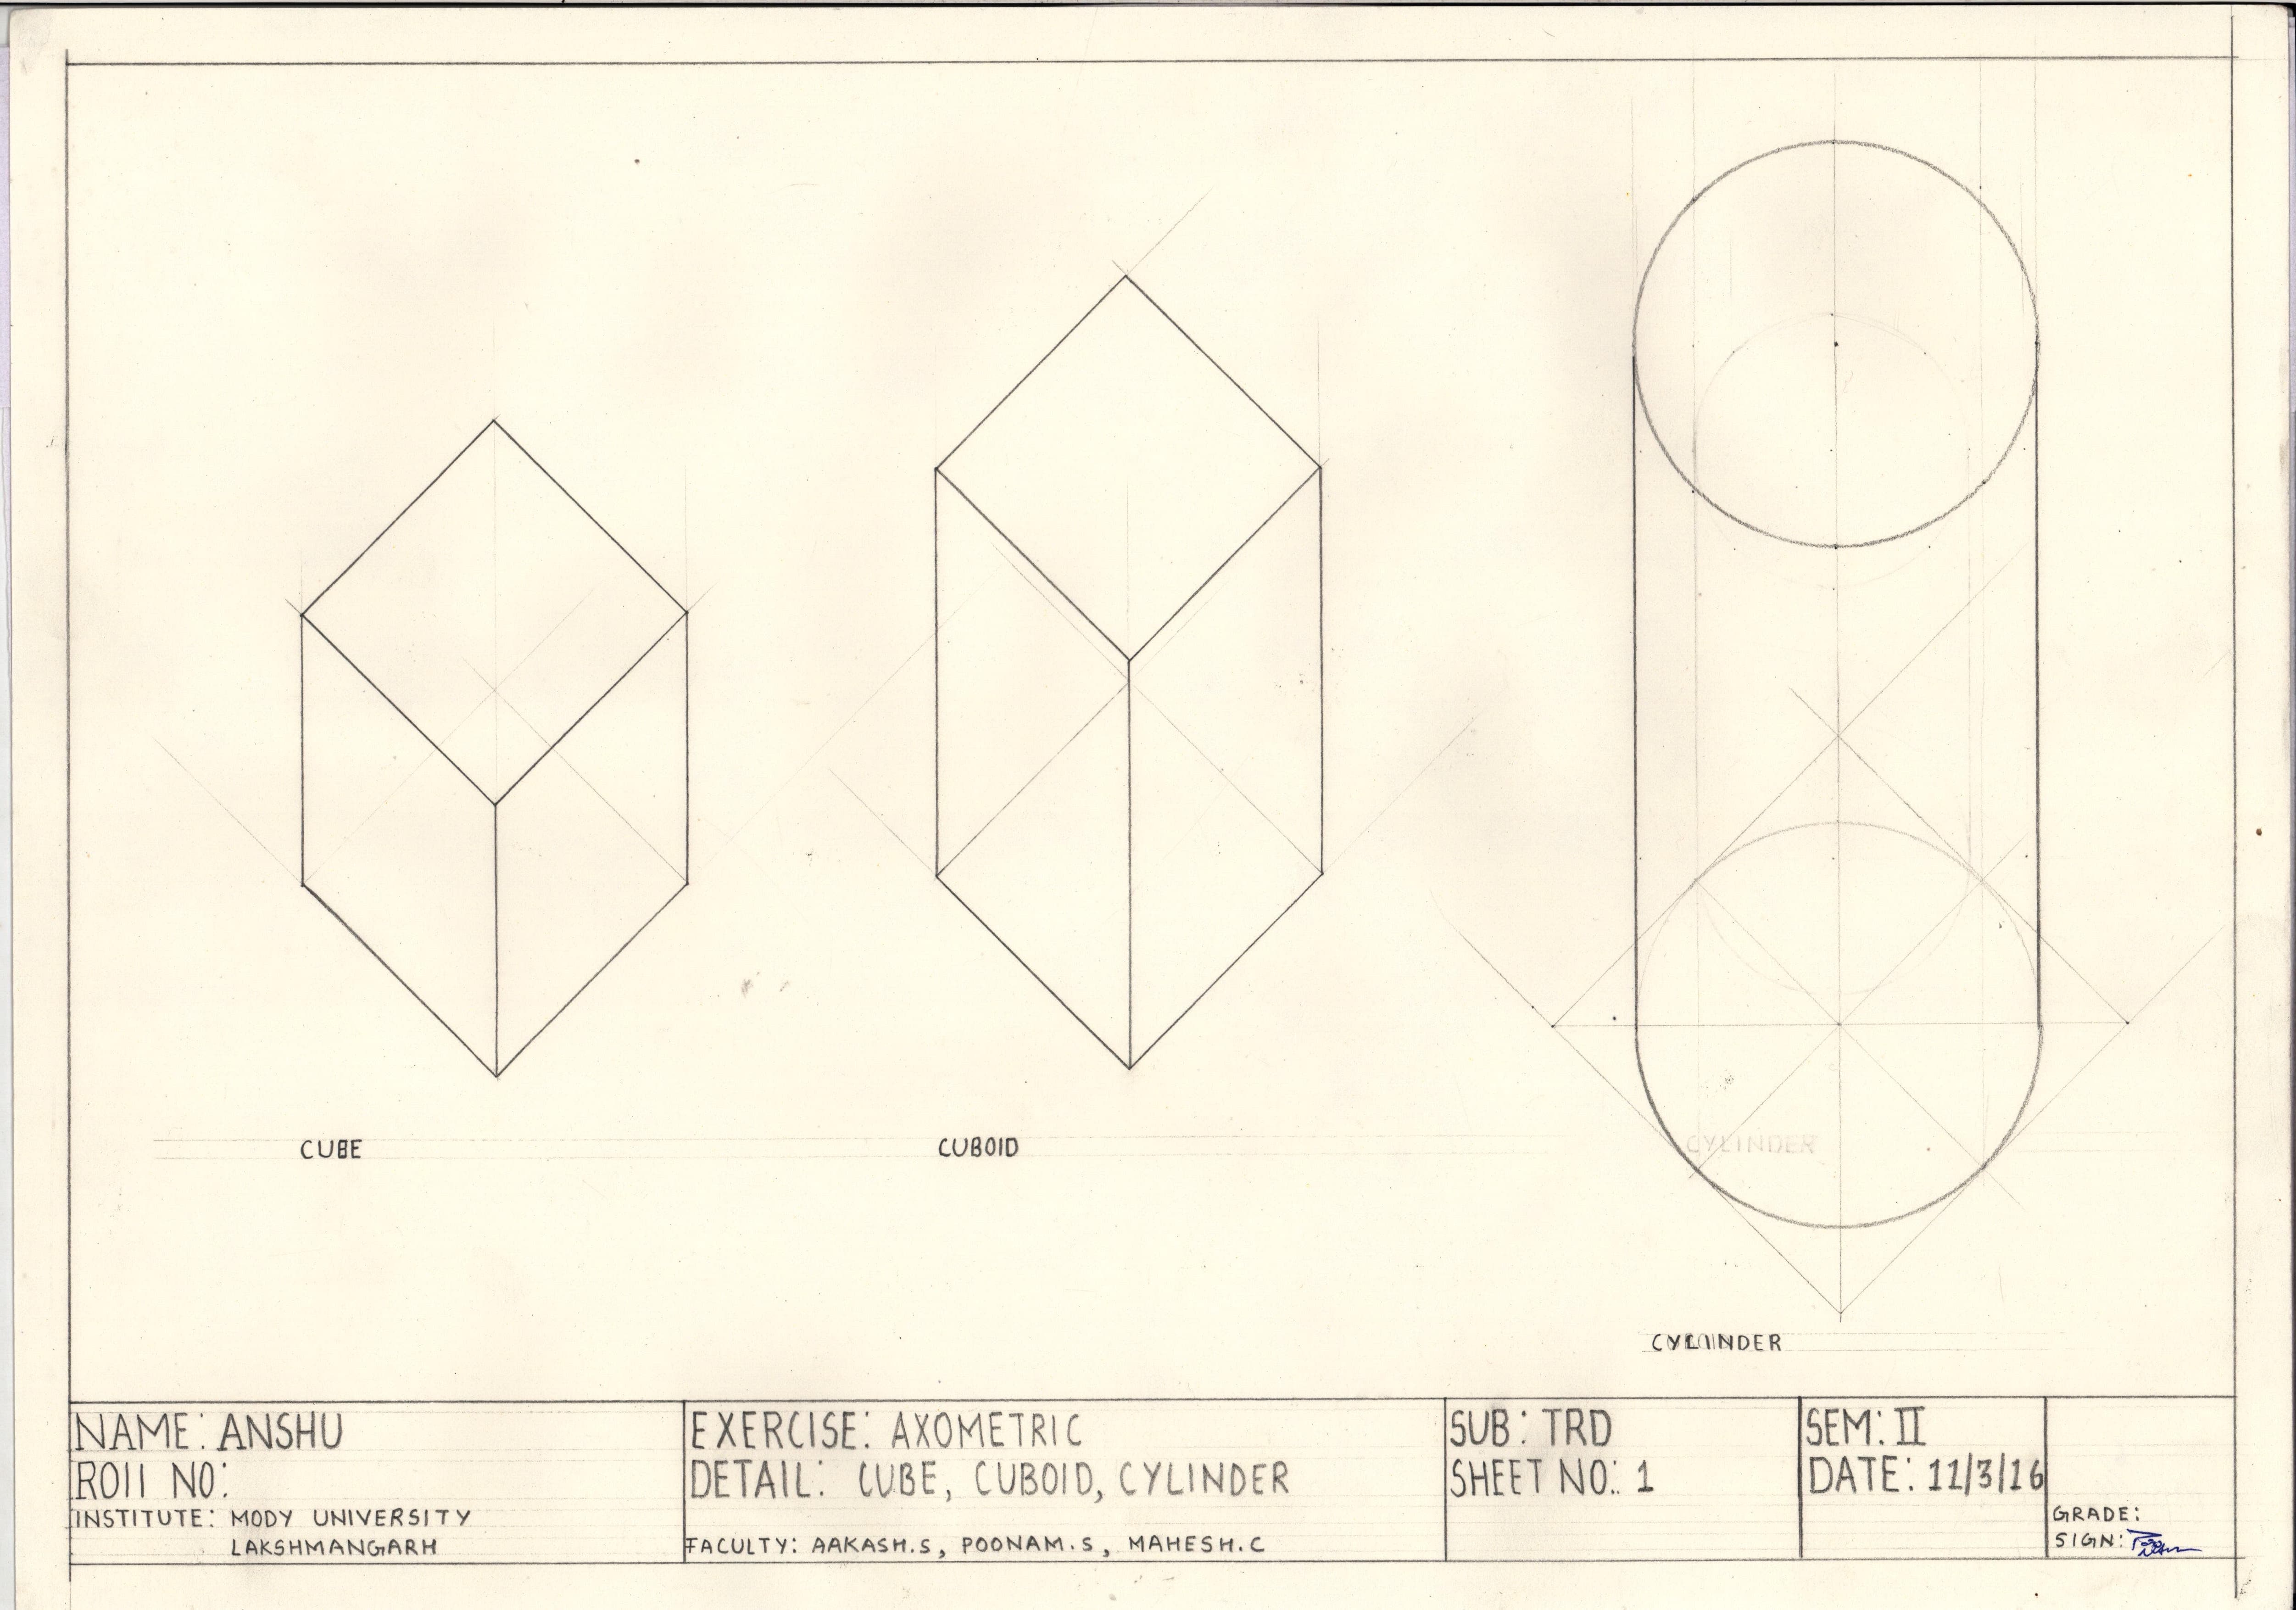 CUBE
CUBOID
CYLINDER
CYLINDER
NAME: ANSHU
ROll NO:
INSTITUTE: MODY UNIVERSITY
LAKSHMANGARH
EXERCISE: AXOMETRIC
DETAIL: CUBE, CUBOID, CYLINDER
FACULTY: AAKASH.S, POONAM.S, MAHESH.C
SUB: TRD
SHEET NO.: 1
SEM: II
DATE: 11/3/16
GRADE:
SIGN: